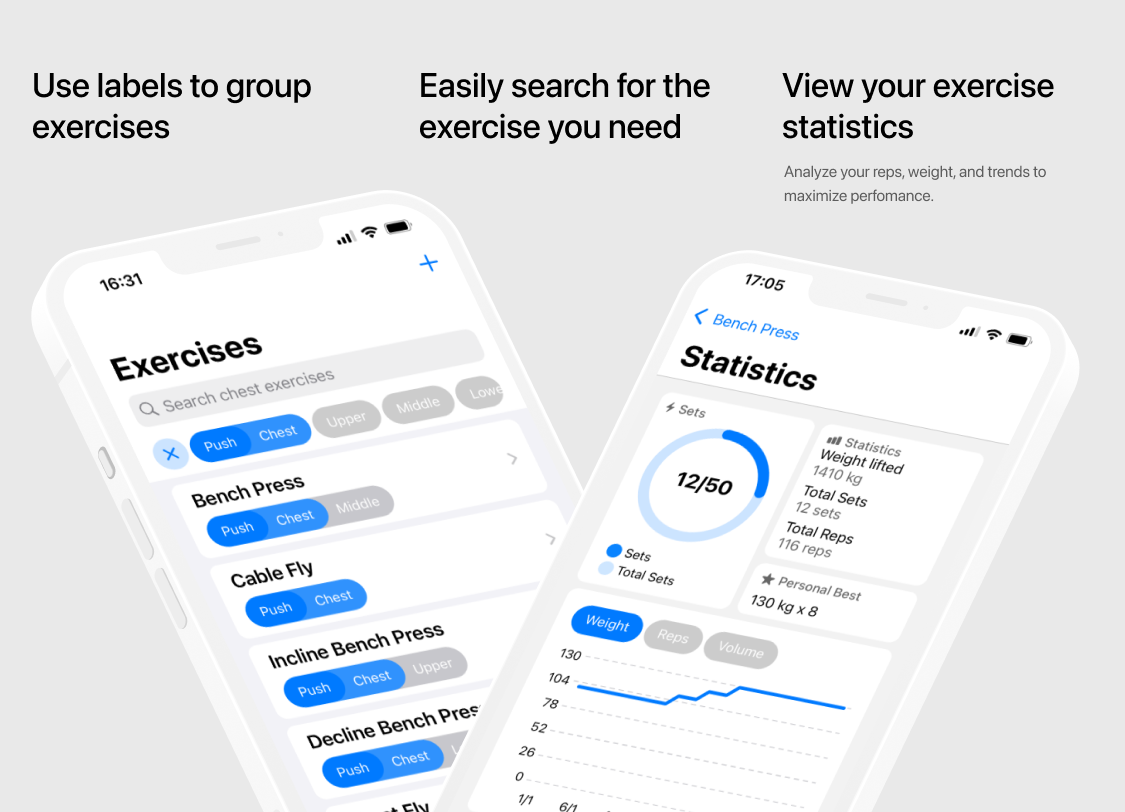 Use labels to group
exercises
Easily search for the
exercise you need
View your exercise
statistics
Analyze your reps, weight, and trends to
maximize perfomance.
16:31
Exercises
Search chest exercises
Push Chest Upper Middle
Bench Press
Push Chest Middle
Cable Fly
Push Chest
Incline Bench Press
Push Chest Upper
Decline Bench
Push Chest
Fly
17:05
Bench Press
Statistics
Sets
12/50
Sets
Total Sets
Statistics
Weight lifted
1410 kg
Total Sets
12 sets
Total Reps
116 reps
Personal Best
130 kg x 8
Weight Reps Volume
130
104
78
52
26
0
1/1 6/1